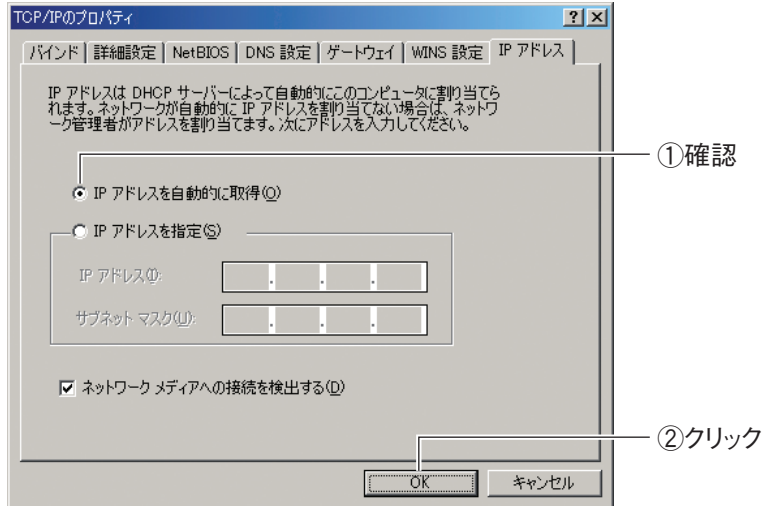 TCP/IPのプロパティ
バインド 詳細設定 NetBIOS DNS 設定 ゲートウェイ WINS 設定 IP アドレス
IP アドレスは DHCP サーバーによって自動的にこのコンピュータに割り当てら
れます。ネットワークが自動的に IP アドレスを割り当てない場合は、ネットワ
ーク管理者がアドレスを割り当てます。次にアドレスを入力してください。
①確認
IP アドレスを自動的に取得(O)
IP アドレスを指定(S)
IP アドレス(I):
サブネット マスク(U):
ネットワーク メディアへの接続を検出する(D)
②クリック
OK キャンセル